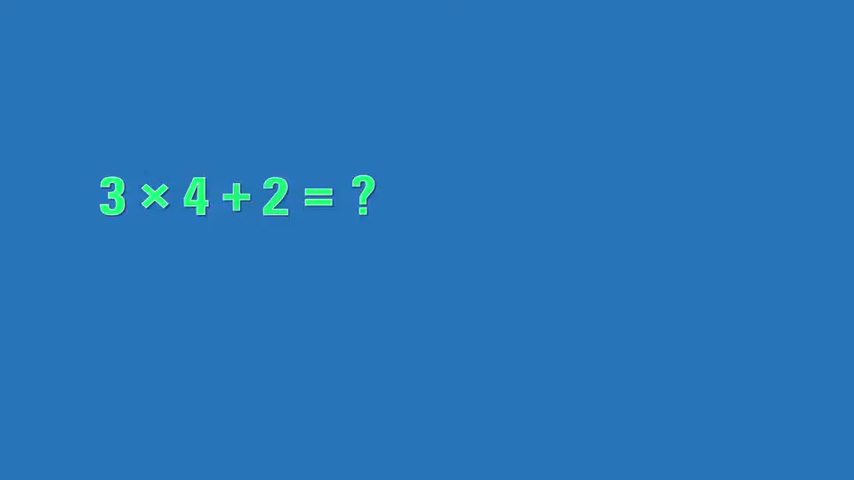 3 × 4 + 2 = ?